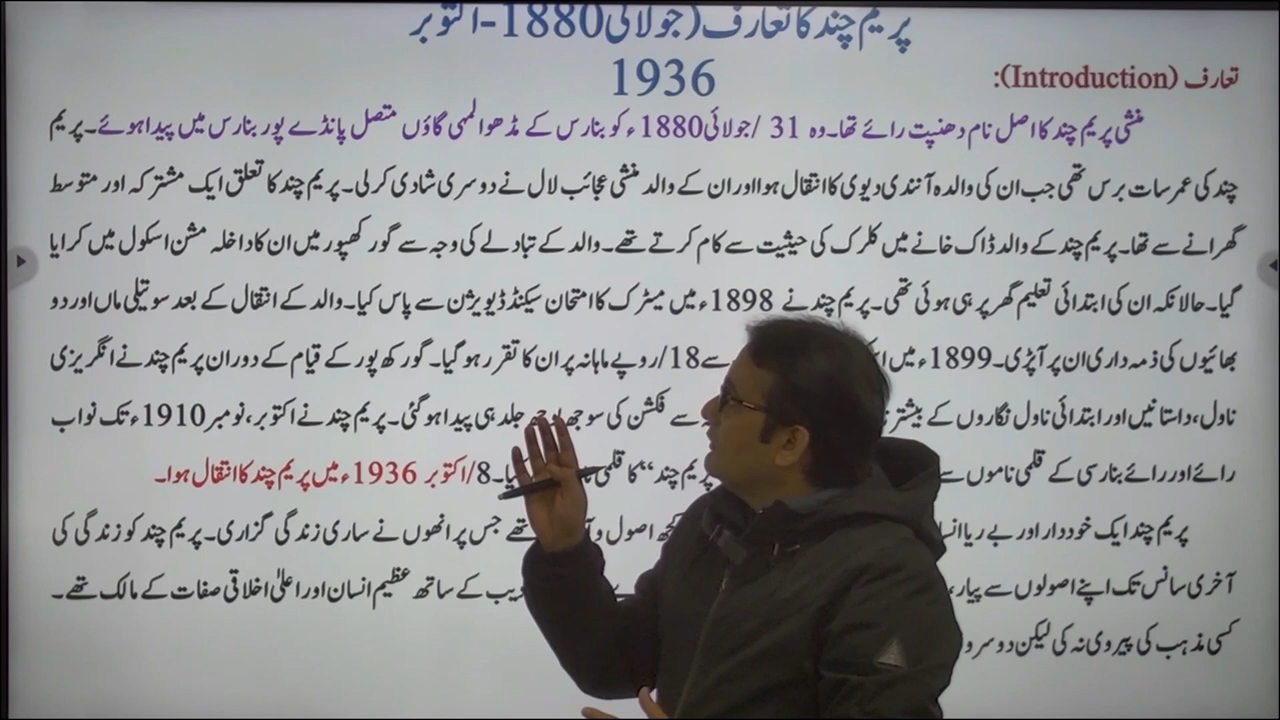 پریم چند کا تعارف (جولائی 1880-اکتوبر
1936
تعارف (Introduction):
منشی پریم چند کا اصل نام دھنپت رائے تھا۔ وہ 31 /جولائی 1880ء کو بنارس کے مڈھوا لمہی گاؤں متصل پانڈے پور بنارس میں پیدا ہوئے۔ پریم
چند کی عمر سات برس تھی جب ان کی والدہ آنندی دیوی کا انتقال ہوا اور ان کے والد منشی عجائب لال نے دوسری شادی کرلی۔ پریم چند کا تعلق ایک مشترکہ اور متوسط
گھرانے سے تھا۔ پریم چند کے والد ڈاک خانے میں کلرک کی حیثیت سے کام کرتے تھے۔ والد کے تبادلے کی وجہ سے گورکھپور میں ان کا داخلہ مشن اسکول میں کرایا
گیا۔ حالانکہ ان کی ابتدائی تعلیم گھر پر ہی ہوئی تھی۔ پریم چند نے 1898ء میں میٹرک کا امتحان سیکنڈ ڈیویژن سے پاس کیا۔ والد کے انتقال کے بعد سوتیلی ماں اور دو
بھائیوں کی ذمہ داری ان پر آپڑی۔ 1899ء میں سے 18/روپے ماہانہ پر ان کا تقرر ہو گیا۔ گورکھ پور کے قیام کے دوران پریم چند نے انگریزی
ناول، داستانیں اور ابتدائی ناول نگاروں کے بیشتر سے فکشن کی سوجھ بوجھ جلد ہی پیدا ہو گئی۔ پریم چند نے اکتوبر، نومبر 1910ء تک نواب
رائے اور رائے بنارسی کے قلمی ناموں سے پریم چند“ کا قلمی کیا۔ 8/اکتوبر 1936ء میں پریم چند کا انتقال ہوا۔
پریم چند ایک خوددار اور بے ریا کچھ اصول و تھے جس پر انھوں نے ساری زندگی گزاری۔ پریم چند کو زندگی کی
آخری سانس تک اپنے اصولوں سے پیار، کے ساتھ عظیم انسان اور اعلیٰ اخلاقی صفات کے مالک تھے۔
کسی مذہب کی پیروی نہ کی لیکن